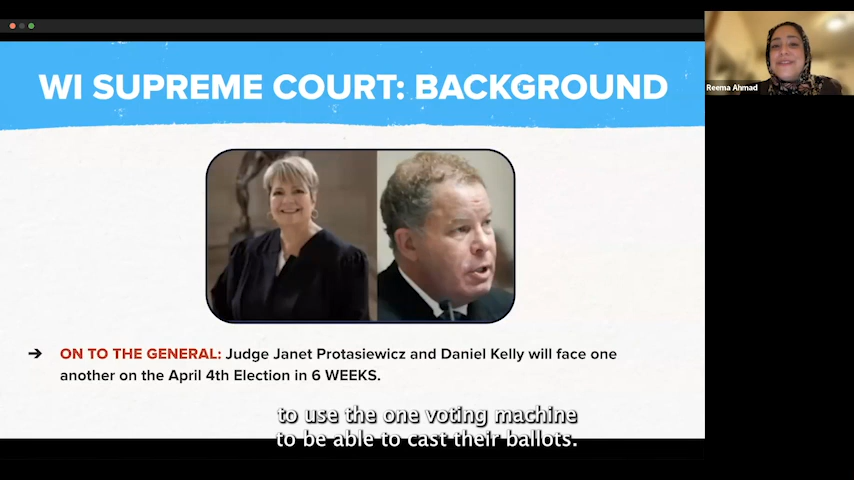 WI SUPREME COURT: BACKGROUND
Reema Ahmad
➔ ON TO THE GENERAL: Judge Janet Protasiewicz and Daniel Kelly will face one
another on the April 4th Election in 6 WEEKS.
to use the one voting machine
to be able to cast their ballots.